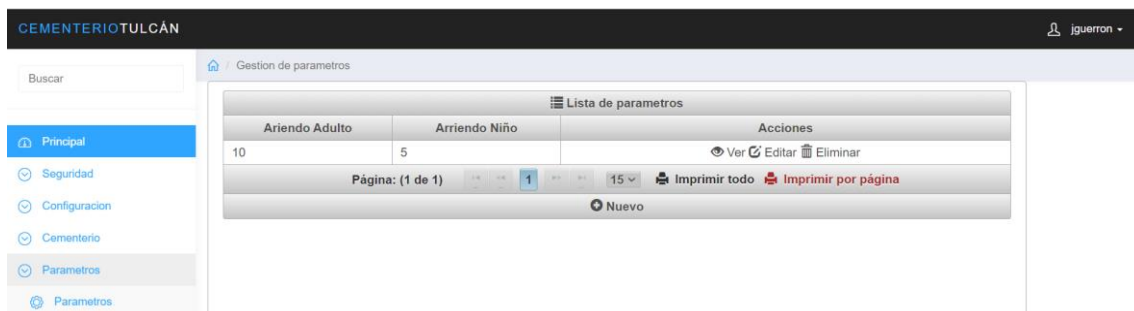 CEMENTERIOTULCÁN
jguerron
Buscar
Gestion de parametros
Lista de parametros
Ariendo Adulto Arriendo Niño Acciones
10 5 Ver Editar Eliminar
Página: (1 de 1) 1 15 Imprimir todo Imprimir por página
Nuevo
Principal
Seguridad
Configuracion
Cementerio
Parametros
Parametros